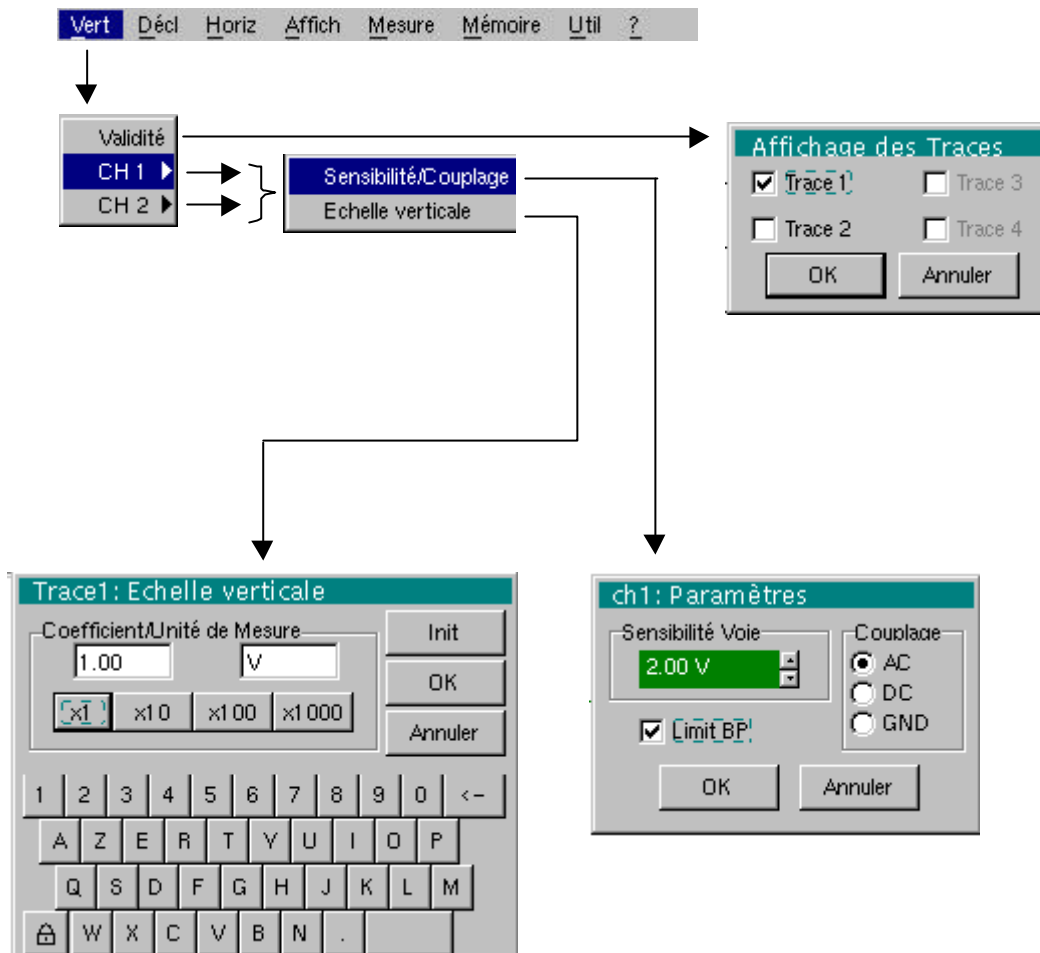 Vert Décl Horiz Affich Mesure Mémoire Util ?
Validité
CH 1
CH 2
Sensibilité/Couplage
Echelle verticale
Affichage des Traces
Trace 1 Trace 3
Trace 2 Trace 4
OK Annuler
Trace1: Echelle verticale
Coefficient/Unité de Mesure
1.00 V
x1 x10 x100 x1000
Init
OK
Annuler
1 2 3 4 5 6 7 8 9 0 <-
A Z E R T Y U I O P
Q S D F G H J K L M
W X C V B N .
ch1: Paramètres
Sensibilité Voie
2.00 V
Limit BP
Couplage
AC
DC
GND
OK Annuler